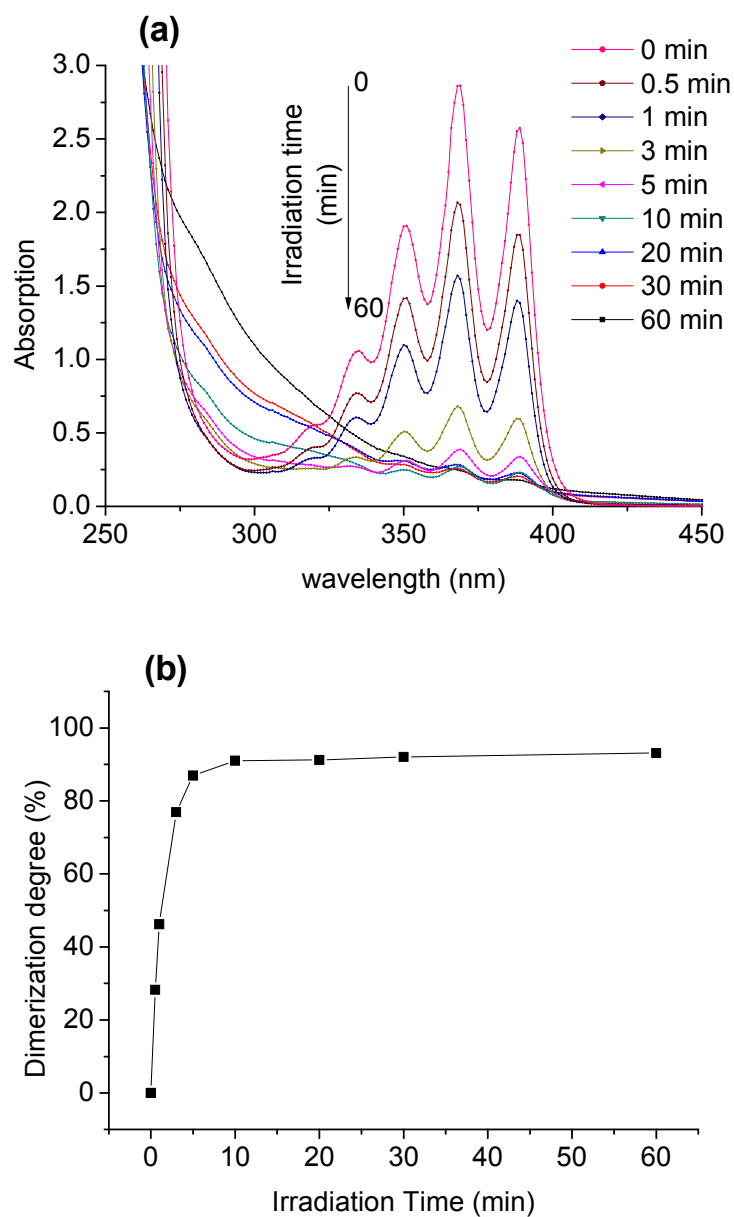 (a)
3.0
2.5
2.0
1.5
1.0
0.5
0.0
Absorption
250
300
350
400
450
wavelength (nm)
Irradiation time
(min)
0
60
0 min
0.5 min
1 min
3 min
5 min
10 min
20 min
30 min
60 min
(b)
100
80
60
40
20
0
Dimerization degree (%)
0
10
20
30
40
50
60
Irradiation Time (min)